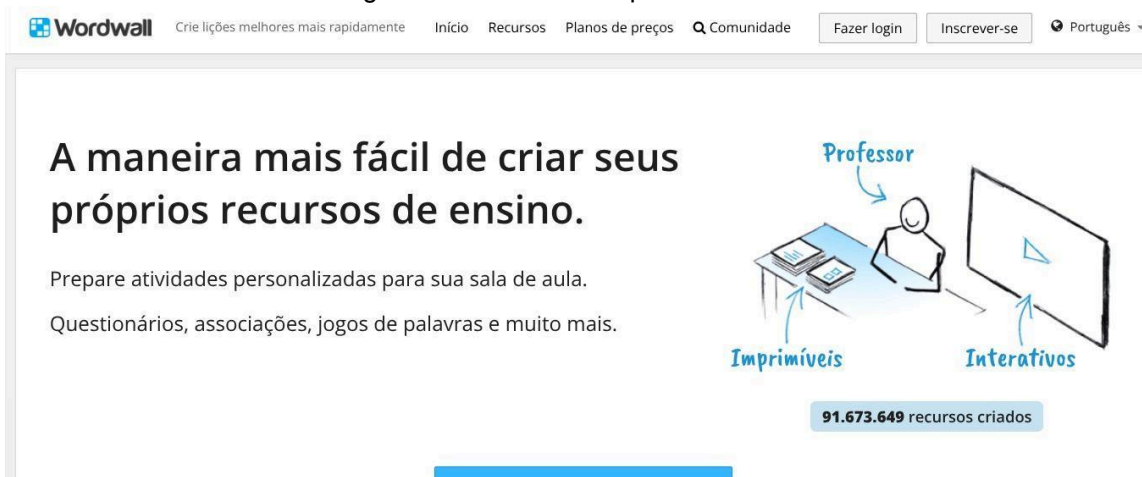 Wordwall Crie lições melhores mais rapidamente Início Recursos Planos de preços Comunidade Fazer login Inscrever-se Português
A maneira mais fácil de criar seus
próprios recursos de ensino.
Prepare atividades personalizadas para sua sala de aula.
Questionários, associações, jogos de palavras e muito mais.
Professor
Imprimíveis
Interativos
91.673.649 recursos criados